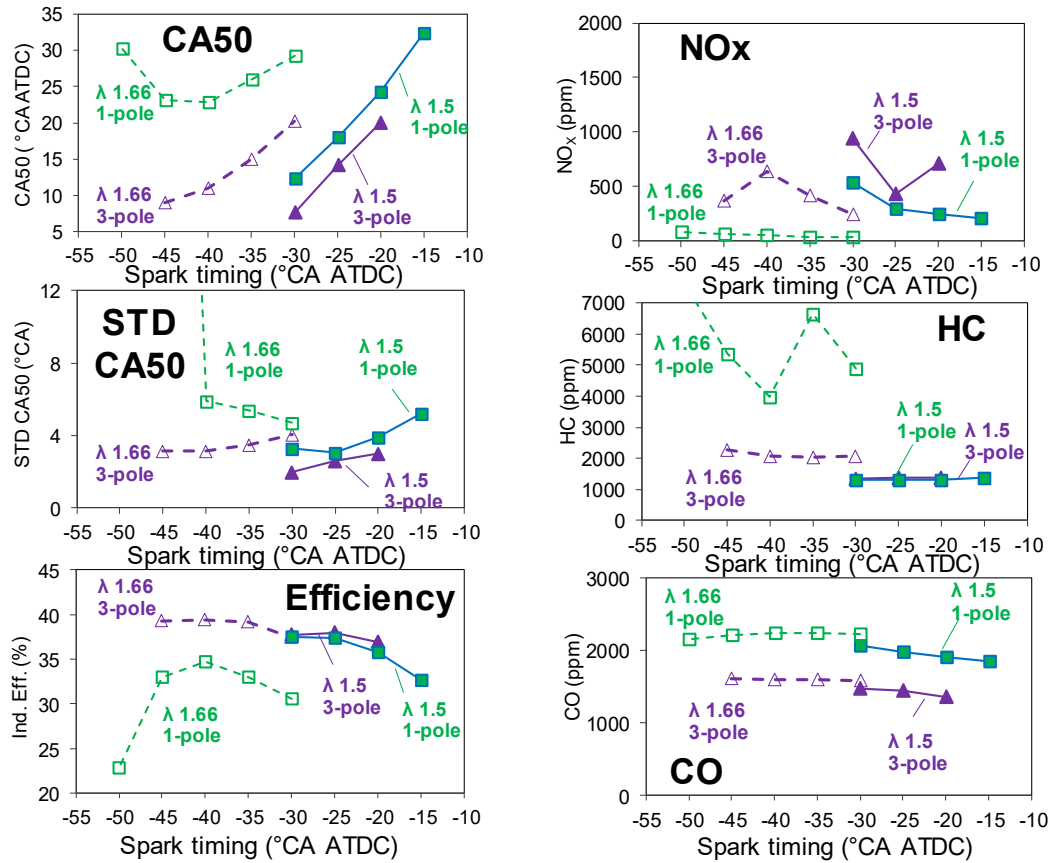 CA50
CA50 ( °CA ATDC)
35
30
25
20
15
10
5
λ 1.66
1-pole
λ 1.5
1-pole
λ 1.66
3-pole
λ 1.5
3-pole
-55 -50 -45 -40 -35 -30 -25 -20 -15 -10
Spark timing (°CA ATDC)
NOx
NOX (ppm)
2000
1500
1000
500
0
λ 1.5
3-pole
λ 1.66
3-pole
λ 1.5
1-pole
λ 1.66
1-pole
-55 -50 -45 -40 -35 -30 -25 -20 -15 -10
Spark timing (°CA ATDC)
STD
CA50
STD CA50 (°CA)
12
8
4
0
λ 1.66
1-pole
λ 1.5
1-pole
λ 1.66
3-pole
λ 1.5
3-pole
-55 -50 -45 -40 -35 -30 -25 -20 -15 -10
Spark timing (°CA ATDC)
HC
HC (ppm)
7000
6000
5000
4000
3000
2000
1000
0
λ 1.66
1-pole
λ 1.5
1-pole
λ 1.5
3-pole
λ 1.66
3-pole
-55 -50 -45 -40 -35 -30 -25 -20 -15 -10
Spark timing (°CA ATDC)
Efficiency
Ind. Eff. (%)
45
40
35
30
25
20
λ 1.66
3-pole
λ 1.5
3-pole
λ 1.66
1-pole
λ 1.5
1-pole
-55 -50 -45 -40 -35 -30 -25 -20 -15 -10
Spark timing (°CA ATDC)
CO
CO (ppm)
3000
2000
1000
0
λ 1.66
1-pole
λ 1.5
1-pole
λ 1.66
3-pole
λ 1.5
3-pole
-55 -50 -45 -40 -35 -30 -25 -20 -15 -10
Spark timing (°CA ATDC)